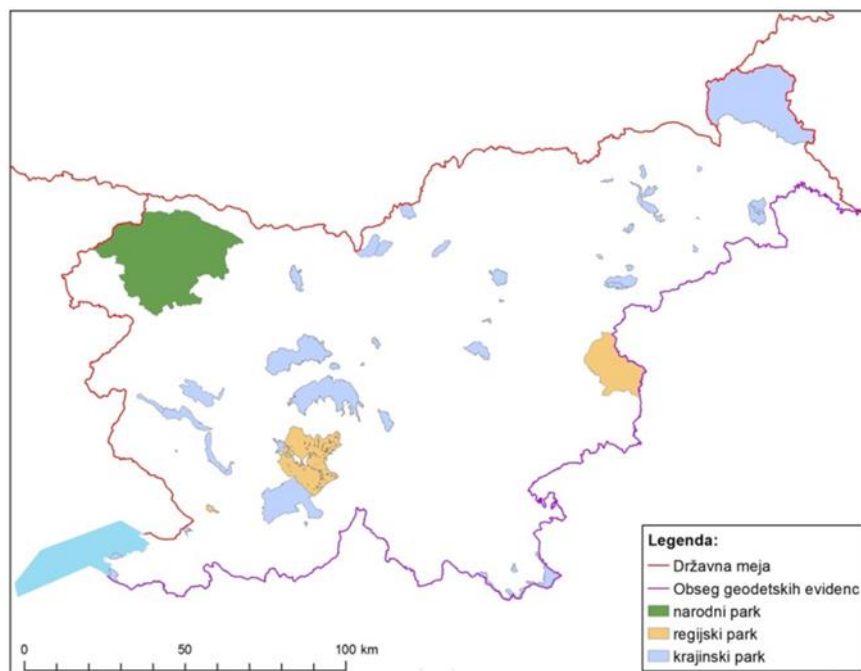 0 50 100 km
Legenda:
Državna meja
Obseg geodetskih evidenc
narodni park
regijski park
krajinski park